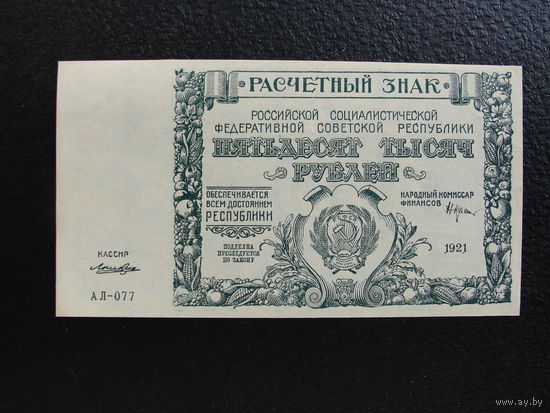 РАСЧЕТНЫЙ ЗНАК
РОССИЙСКОЙ СОЦИАЛИСТИЧЕСКОЙ
ФЕДЕРАТИВНОЙ СОВЕТСКОЙ РЕСПУБЛИКИ
ПЯТЬДЕСЯТ ТЫСЯЧ
РУБЛЕЙ
ОБЕСПЕЧИВАЕТСЯ
ВСЕМ ДОСТОЯНИЕМ
РЕСПУБЛИКИ
НАРОДНЫЙ КОМИССАР
ФИНАНСОВ
ПОДДЕЛКА
ПРЕСЛЕДУЕТСЯ
ПО ЗАКОНУ
1921
КАССИР
АЛ-077
www.ay.by